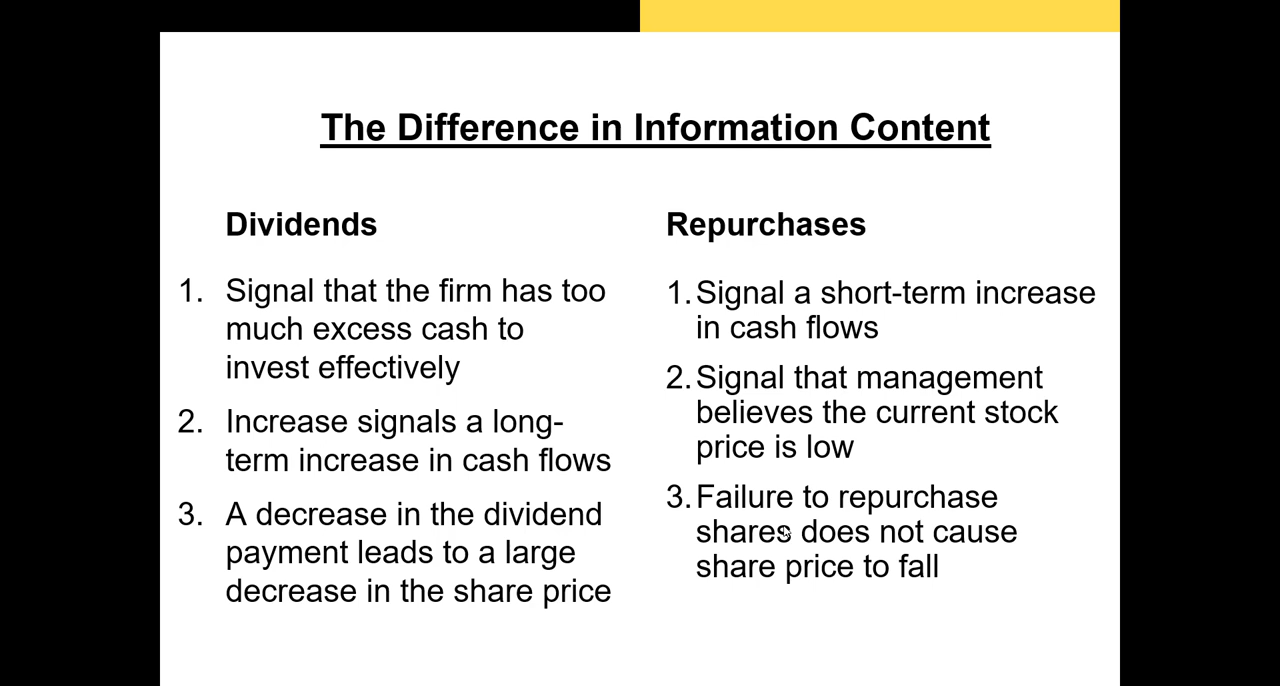 The Difference in Information Content
Dividends
1. Signal that the firm has too
much excess cash to
invest effectively
2. Increase signals a long-
term increase in cash flows
3. A decrease in the dividend
payment leads to a large
decrease in the share price
Repurchases
1. Signal a short-term increase
in cash flows
2. Signal that management
believes the current stock
price is low
3. Failure to repurchase
shares does not cause
share price to fall